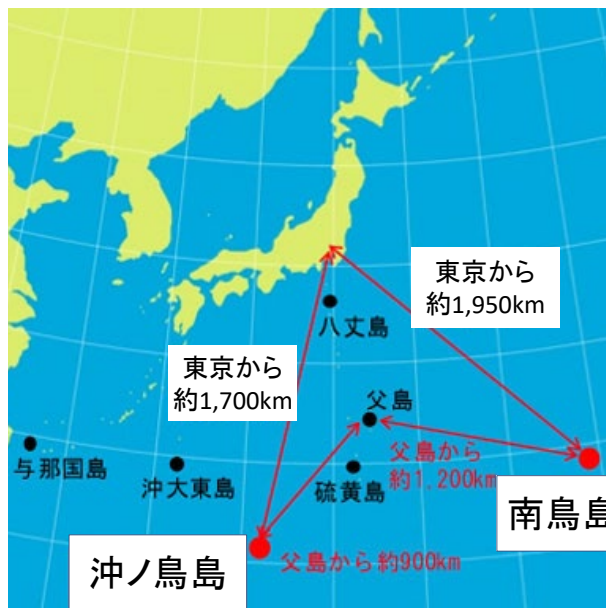 東京から
約1,950km
八丈島
東京から
約1,700km
父島
父島から
約1,200km
与那国島
沖大東島
硫黄島
南鳥島
沖ノ鳥島
父島から約900km